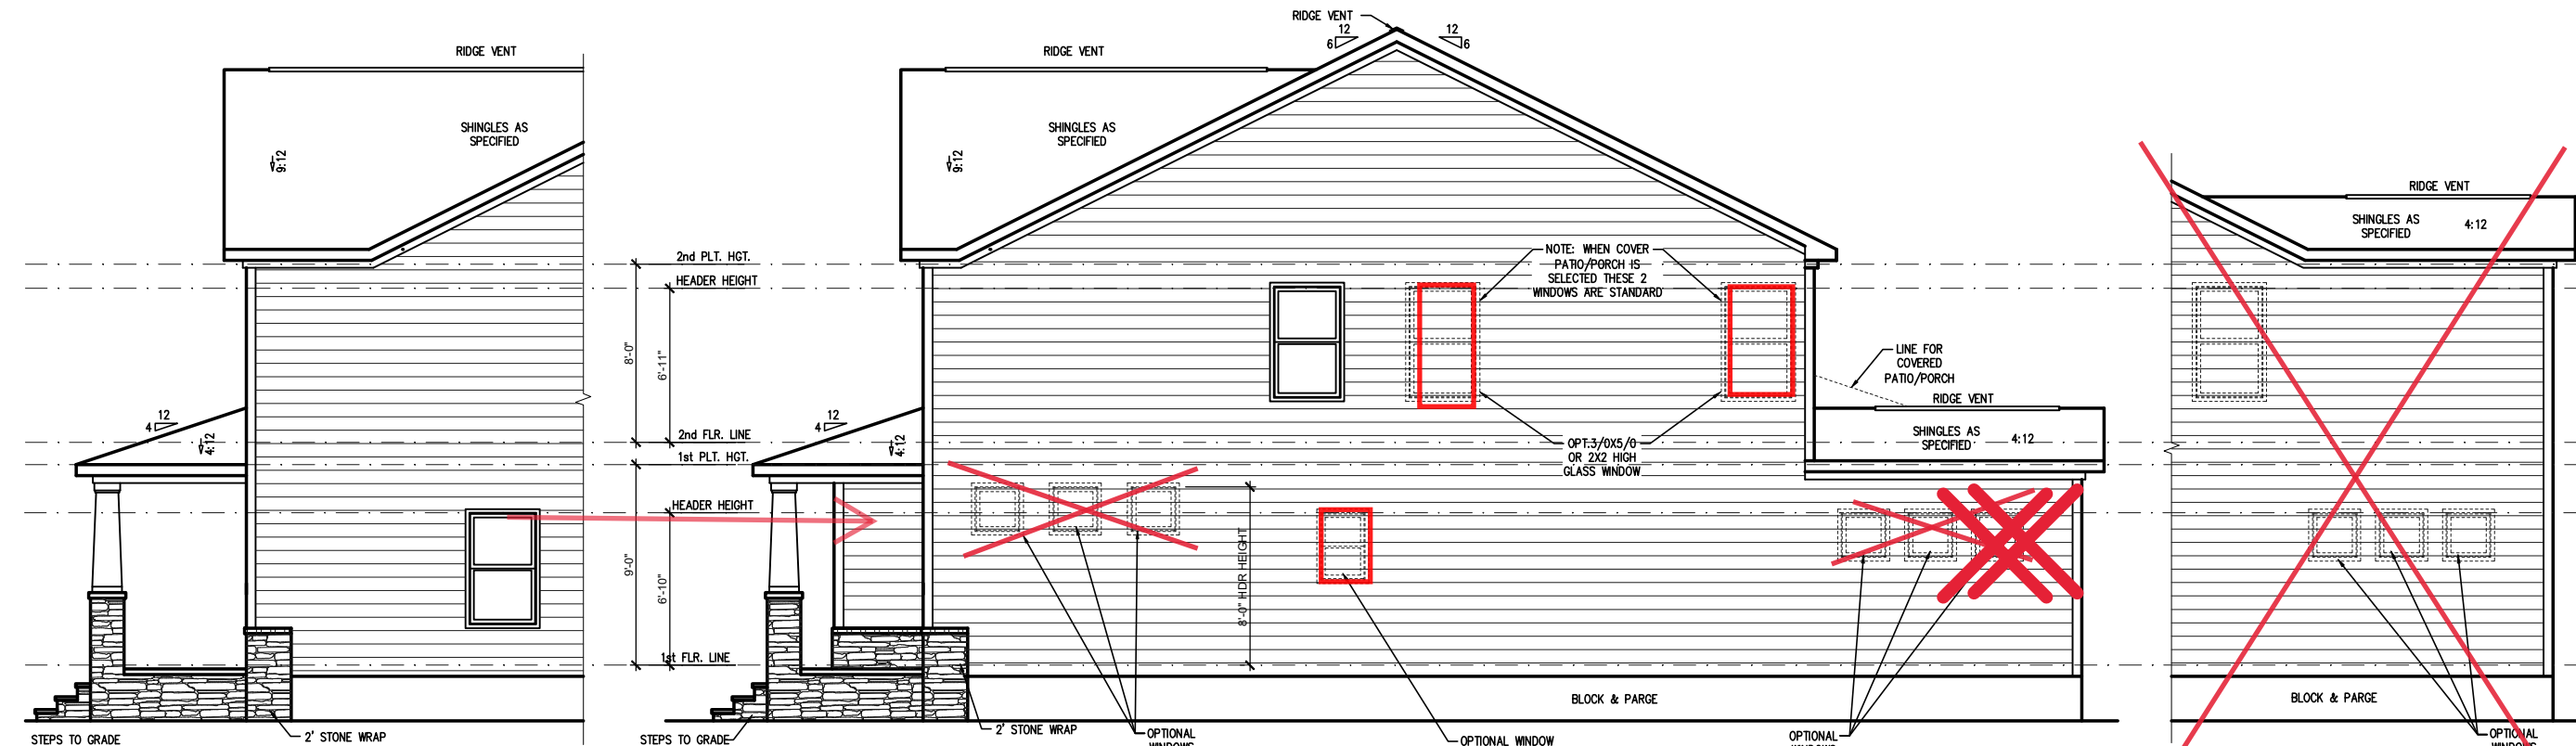 RIDGE VENT
SHINGLES AS
SPECIFIED
9:12
12
4
4:12
STEPS TO GRADE
2' STONE WRAP
2nd PLT. HGT.
HEADER HEIGHT
8'-0"
6'-11"
2nd FLR. LINE
1st PLT. HGT.
HEADER HEIGHT
9'-0"
6'-10"
1st FLR. LINE
RIDGE VENT
12
6
12
6
RIDGE VENT
SHINGLES AS
SPECIFIED
9:12
12
4
4:12
NOTE: WHEN COVER
PATIO/PORCH IS
SELECTED THESE 2
WINDOWS ARE STANDARD
OPT.3/0X5/0
OR 2X2 HIGH
GLASS WINDOW
LINE FOR
COVERED
PATIO/PORCH
RIDGE VENT
SHINGLES AS
SPECIFIED
4:12
8'-0" HDR HEIGHT
BLOCK & PARGE
STEPS TO GRADE
2' STONE WRAP
OPTIONAL
WINDOWS
OPTIONAL WINDOW
OPTIONAL
WINDOWS
RIDGE VENT
SHINGLES AS
SPECIFIED
4:12
BLOCK & PARGE
OPTIONAL
WINDOWS